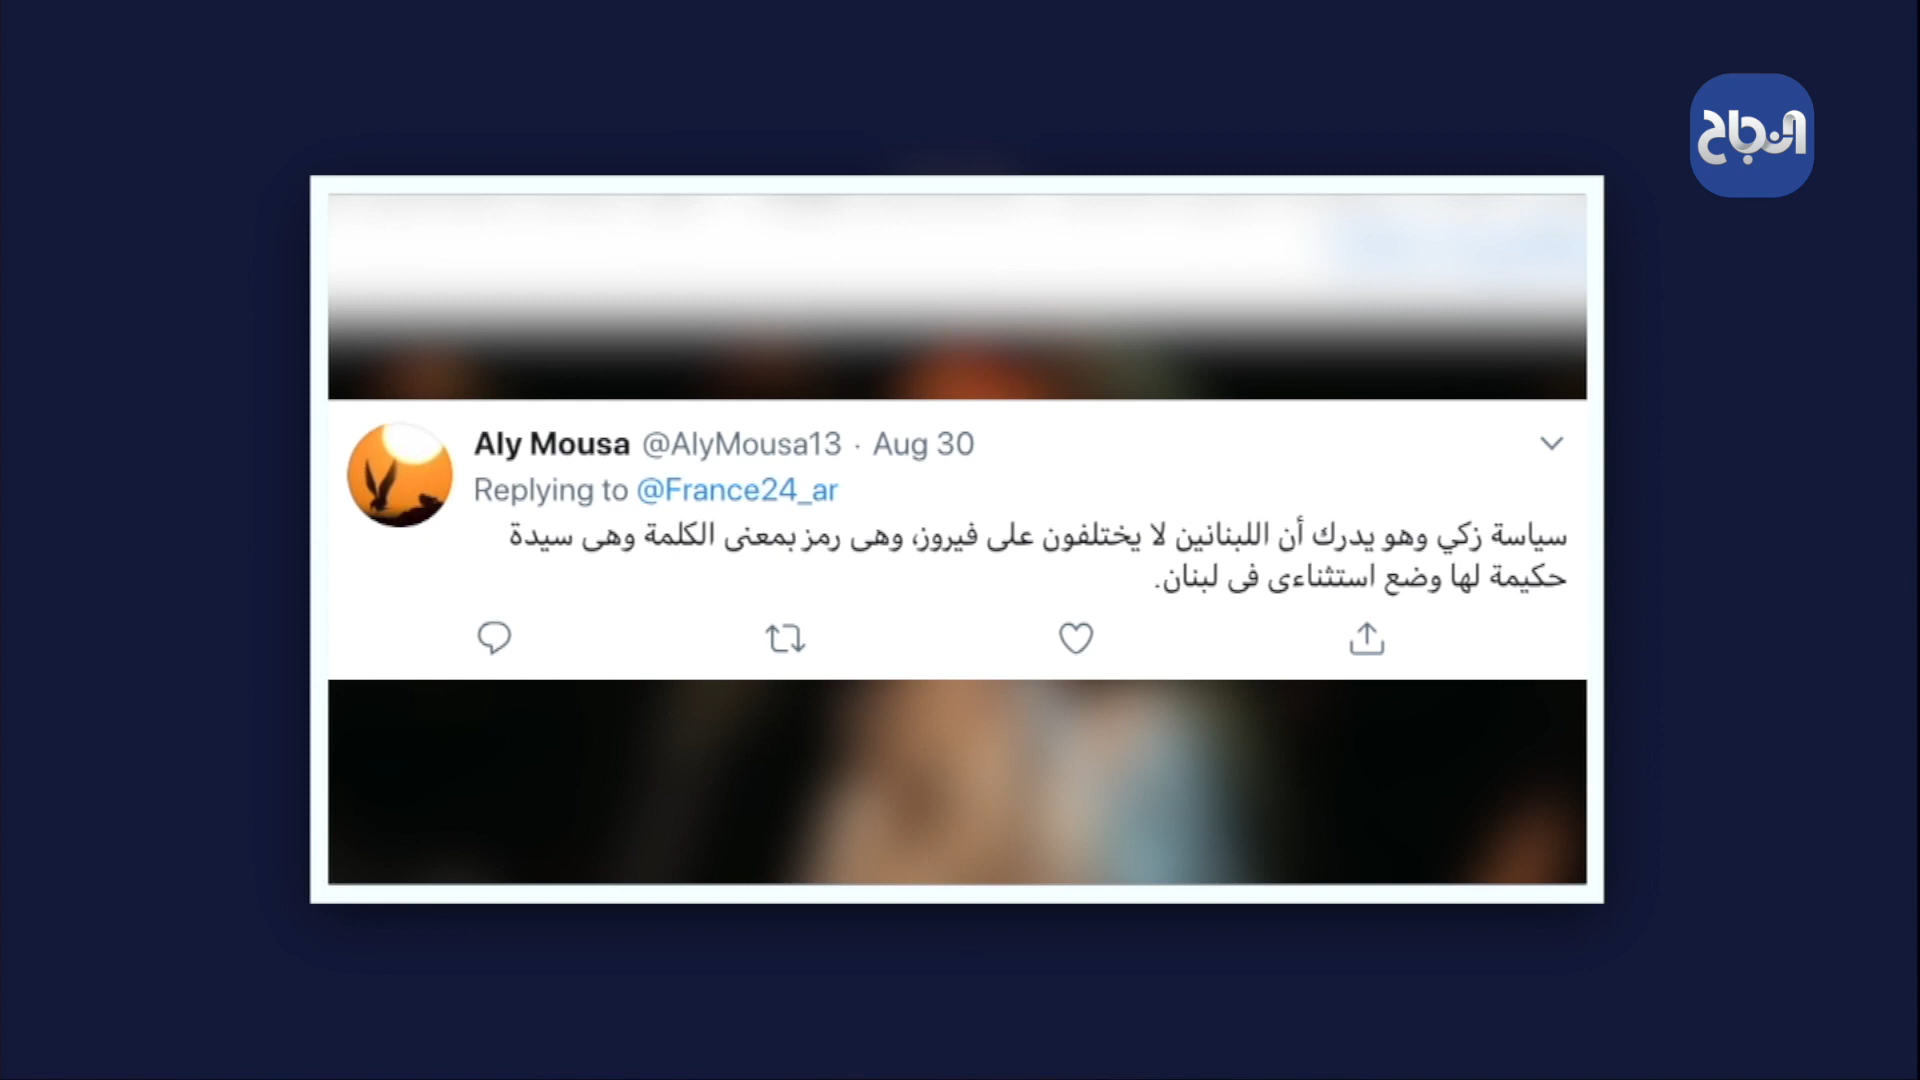 النجاح
Aly Mousa @AlyMousa13 · Aug 30
Replying to @France24_ar
سياسة زكي وهو يدرك أن اللبنانين لا يختلفون على فيروز، وهى رمز بمعنى الكلمة وهى سيدة
حكيمة لها وضع استثناءى فى لبنان.